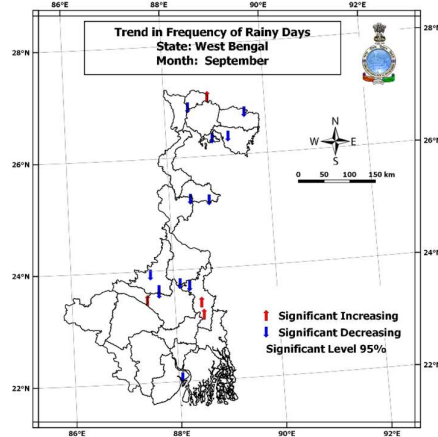 Trend in Frequency of Rainy Days
State: West Bengal
Month: September
86°E
88°E
90°E
92°E
28°N
28°N
26°N
26°N
24°N
24°N
22°N
22°N
N
W E
S
0 50 100 150 km
Significant Increasing
Significant Decreasing
Significant Level 95%
86°E
88°E
90°E
92°E